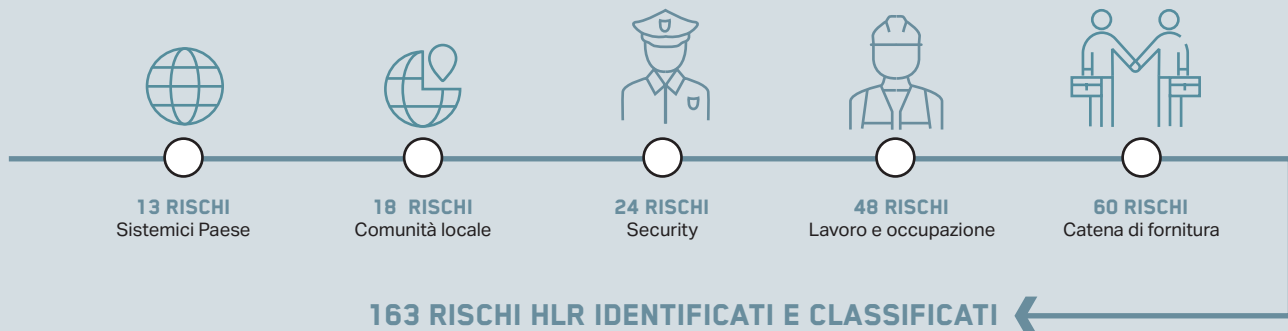 13 RISCHI
Sistemici Paese
18 RISCHI
Comunità locale
24 RISCHI
Security
48 RISCHI
Lavoro e occupazione
60 RISCHI
Catena di fornitura
163 RISCHI HLR IDENTIFICATI E CLASSIFICATI